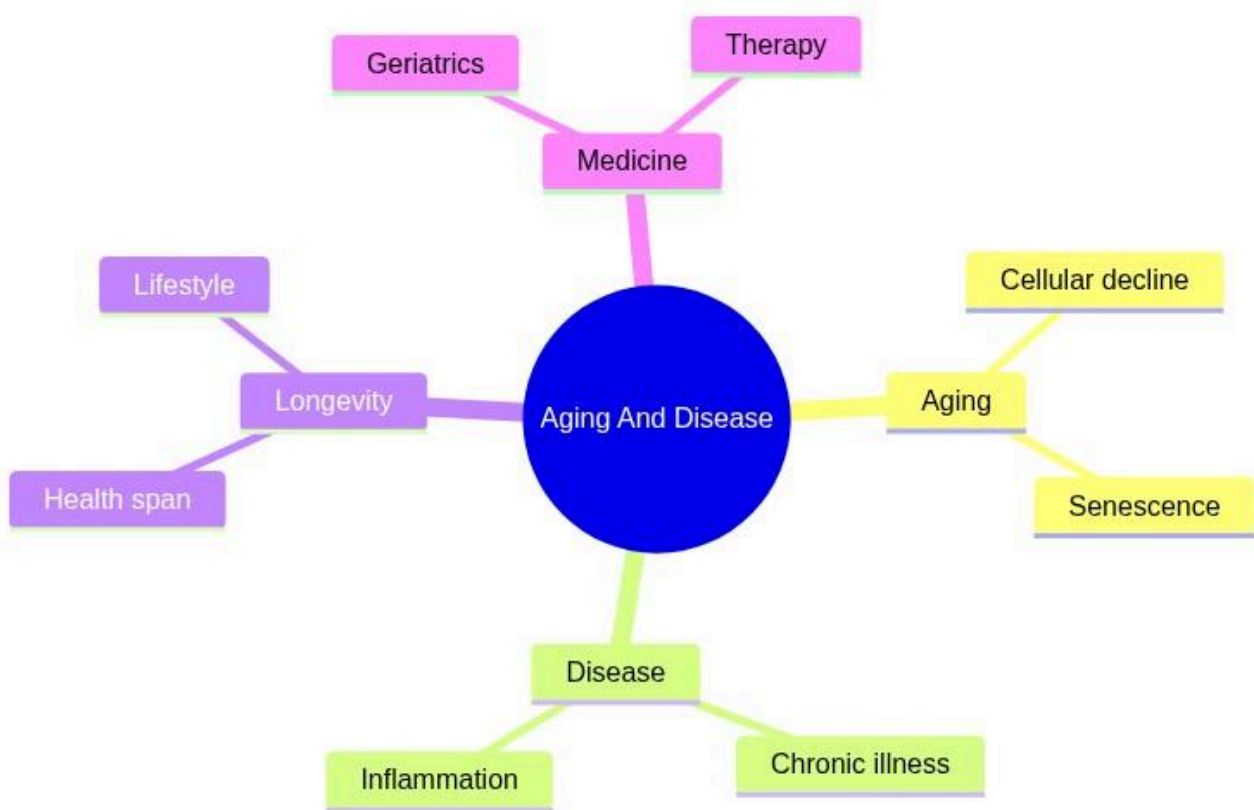 Therapy
Geriatrics
Medicine
Lifestyle
Cellular decline
Longevity
Aging And Disease
Aging
Health span
Senescence
Disease
Inflammation
Chronic illness